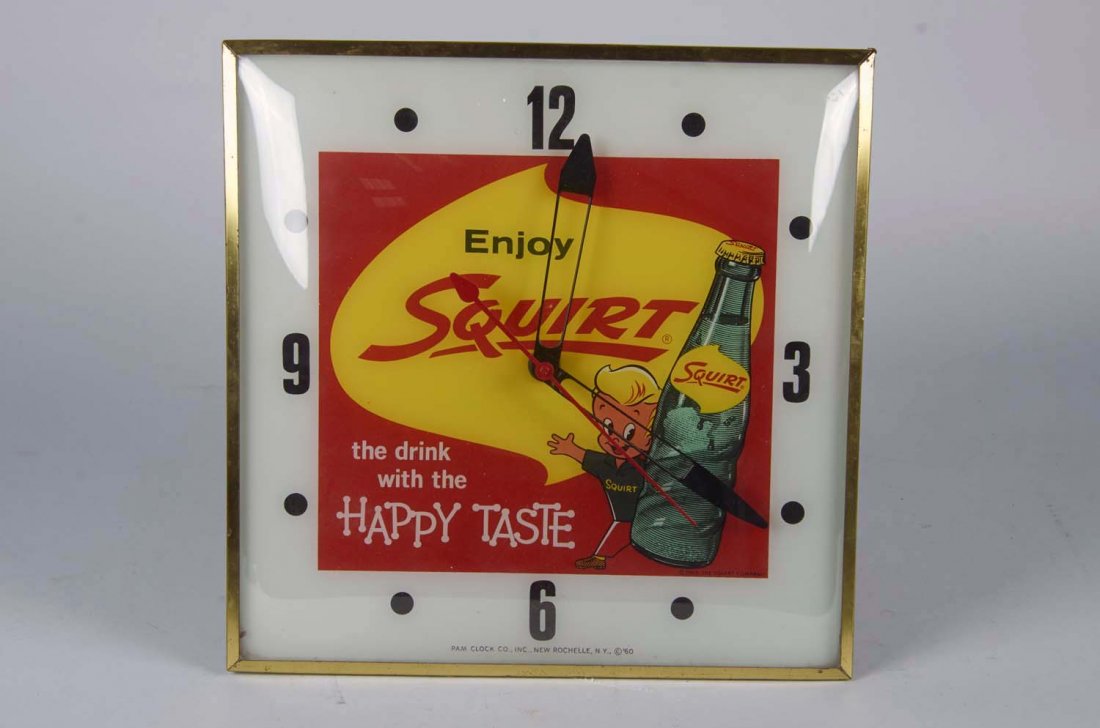 12
Enjoy
SQUIRT
®
SQUIRT
9
3
SQUIRT
the drink
with the
HAPPY TASTE
SQUIRT
6
PAM CLOCK CO., INC., NEW ROCHELLE, N.Y., © '60